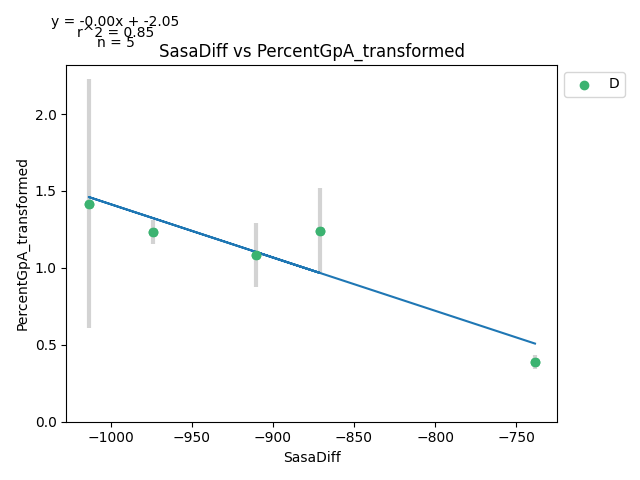 y = -0.00x + -2.05
r^2 = 0.85
n = 5
SasaDiff vs PercentGpA_transformed
D
PercentGpA_transformed
2.0
1.5
1.0
0.5
0.0
−1000 −950 −900 −850 −800 −750
SasaDiff